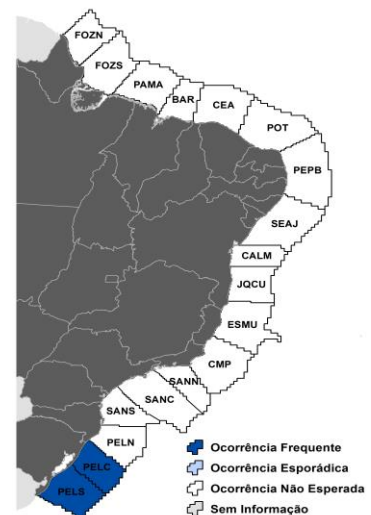 FOZN
FOZS
PAMA
BAR
CEA
POT
PEPB
SEAJ
CALM
JQCU
ESMU
CMP
SANN
SANC
SANS
PELN
PELC
PELS
Ocorrência Frequente
Ocorrência Esporádica
Ocorrência Não Esperada
Sem Informação